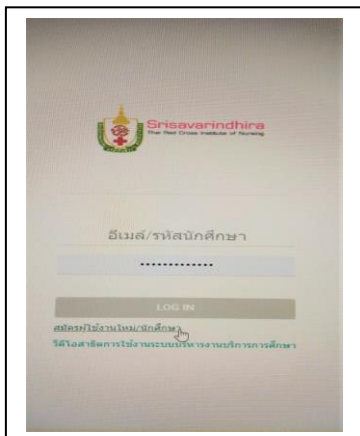 Srisavarindhira
Thai Red Cross Institute of Nursing
อีเมล์/รหัสนักศึกษา
•••••••••••••
LOG IN
สมัครผู้ใช้งานใหม่/นักศึกษา
วิดีโอสาธิตการใช้งานระบบบริหารงานบริการการศึกษา